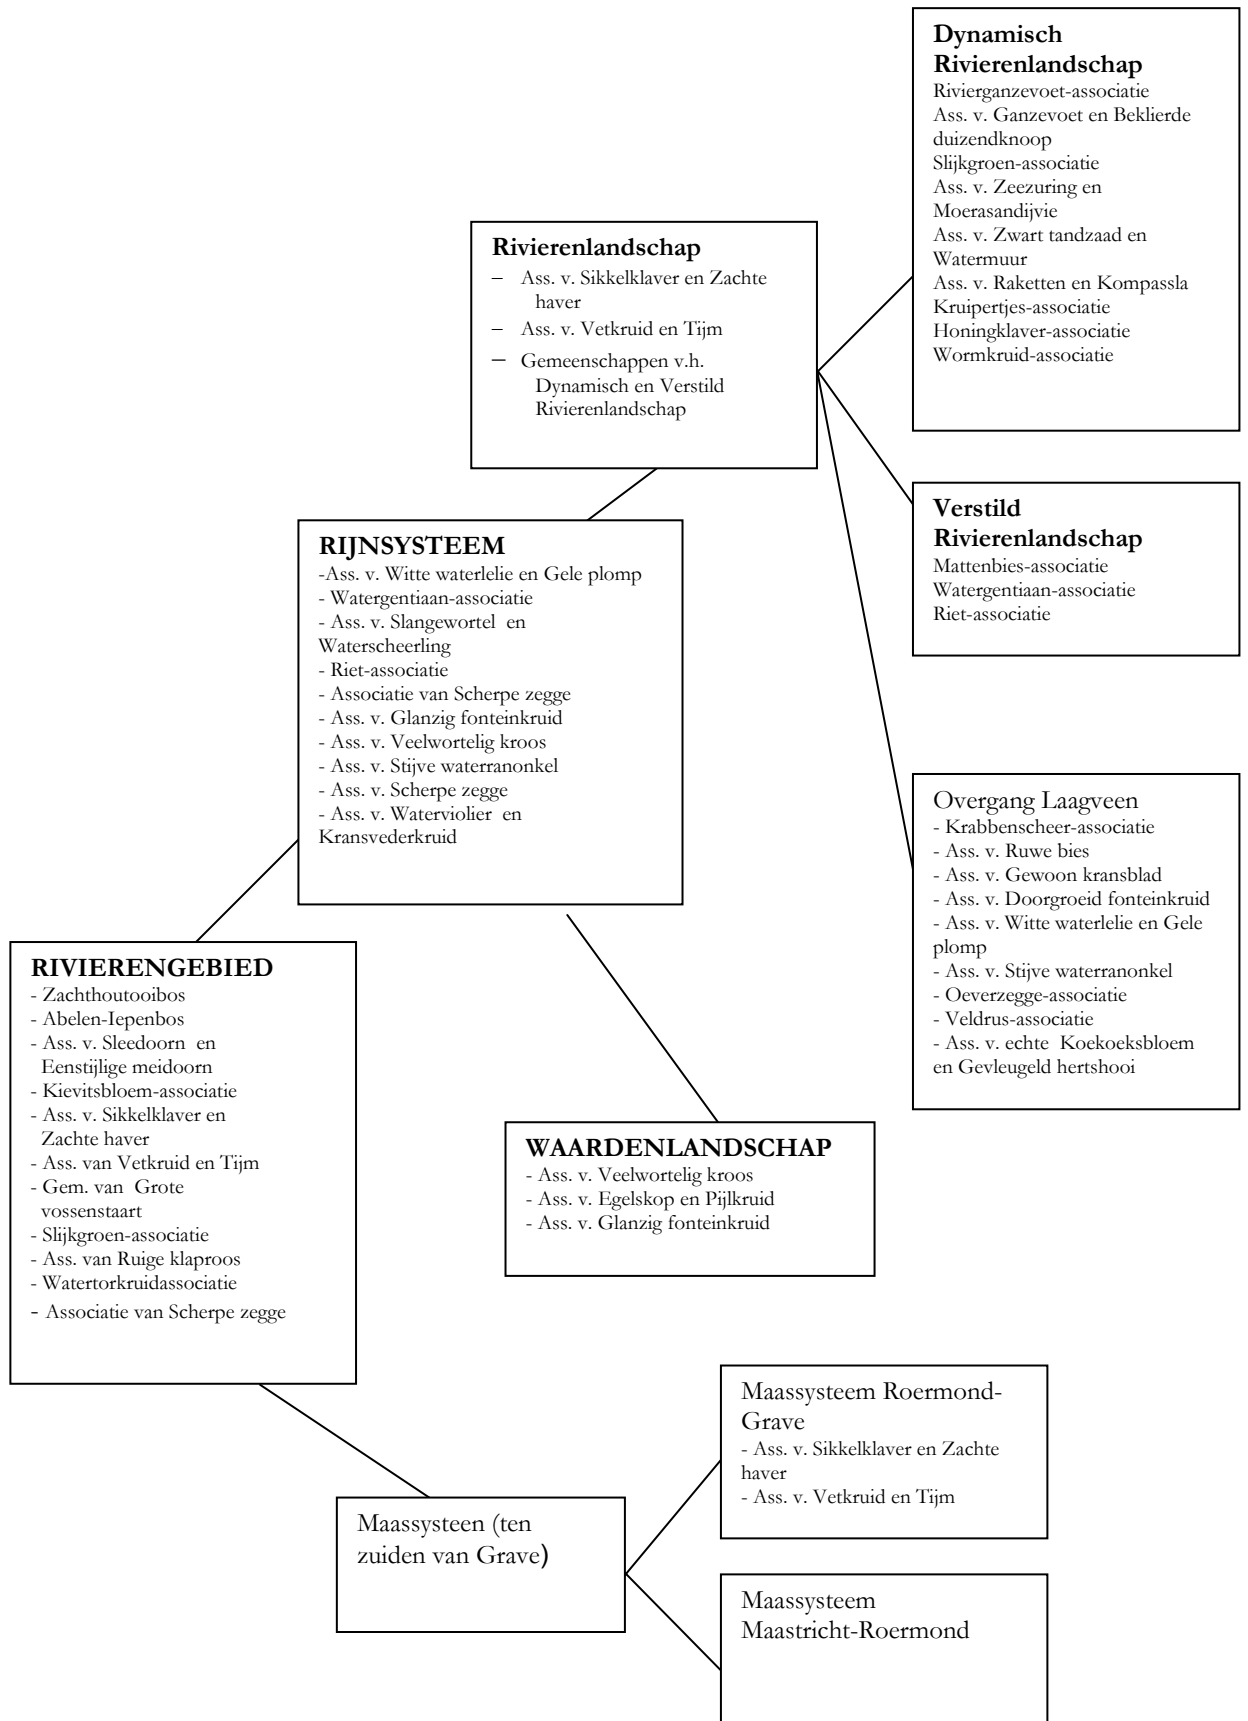 Dynamisch
Rivierenlandschap
Rivierganzevoet-associatie
Ass. v. Ganzevoet en Beklierde
duizendknoop
Slijkgroen-associatie
Ass. v. Zeezuring en
Moerasandijvie
Ass. v. Zwart tandzaad en
Watermuur
Ass. v. Raketten en Kompassla
Kruipertjes-associatie
Honingklaver-associatie
Wormkruid-associatie
Rivierenlandschap
– Ass. v. Sikkelklaver en Zachte
haver
– Ass. v. Vetkruid en Tijm
– Gemeenschappen v.h.
Dynamisch en Verstild
Rivierenlandschap
Verstild
Rivierenlandschap
Mattenbies-associatie
Watergentiaan-associatie
Riet-associatie
RIJNSYSTEEM
-Ass. v. Witte waterlelie en Gele plomp
- Watergentiaan-associatie
- Ass. v. Slangewortel en
Waterscheerling
- Riet-associatie
- Associatie van Scherpe zegge
- Ass. v. Glanzig fonteinkruid
- Ass. v. Veelwortelig kroos
- Ass. v. Stijve waterranonkel
- Ass. v. Scherpe zegge
- Ass. v. Waterviolier en
Kransvederkruid
Overgang Laagveen
- Krabbenscheer-associatie
- Ass. v. Ruwe bies
- Ass. v. Gewoon kransblad
- Ass. v. Doorgroeid fonteinkruid
- Ass. v. Witte waterlelie en Gele
plomp
- Ass. v. Stijve waterranonkel
- Oeverzegge-associatie
- Veldrus-associatie
- Ass. v. echte Koekoeksbloem
en Gevleugeld hertshooi
RIVIERENGEBIED
- Zachthoutooibos
- Abelen-Iepenbos
- Ass. v. Sleedoorn en
Eenstijlige meidoorn
- Kievitsbloem-associatie
- Ass. v. Sikkelklaver en
Zachte haver
- Ass. van Vetkruid en Tijm
- Gem. van Grote
vossenstaart
- Slijkgroen-associatie
- Ass. van Ruige klaproos
- Watertorkruidassociatie
- Associatie van Scherpe zegge
WAARDENLANDSCHAP
- Ass. v. Veelwortelig kroos
- Ass. v. Egelskop en Pijlkruid
- Ass. v. Glanzig fonteinkruid
Maassysteem Roermond-
Grave
- Ass. v. Sikkelklaver en Zachte
haver
- Ass. v. Vetkruid en Tijm
Maassysteen (ten
zuiden van Grave)
Maassysteem
Maastricht-Roermond